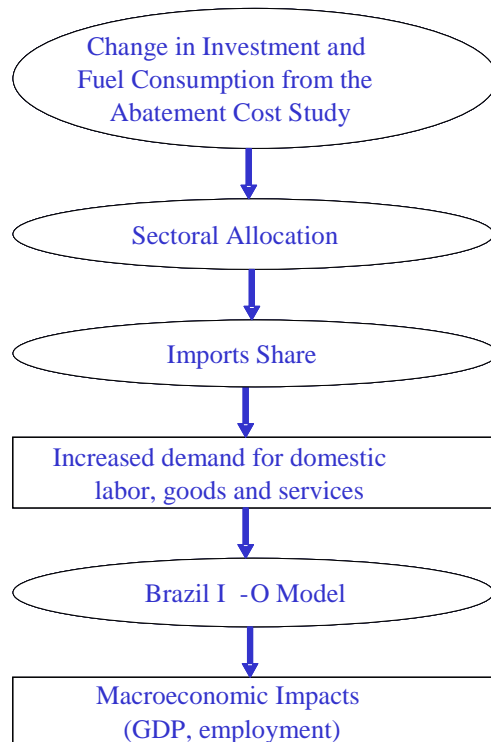 Change in Investment and
Fuel Consumption from the
Abatement Cost Study
Sectoral Allocation
Imports Share
Increased demand for domestic
labor, goods and services
Brazil I -O Model
Macroeconomic Impacts
(GDP, employment)